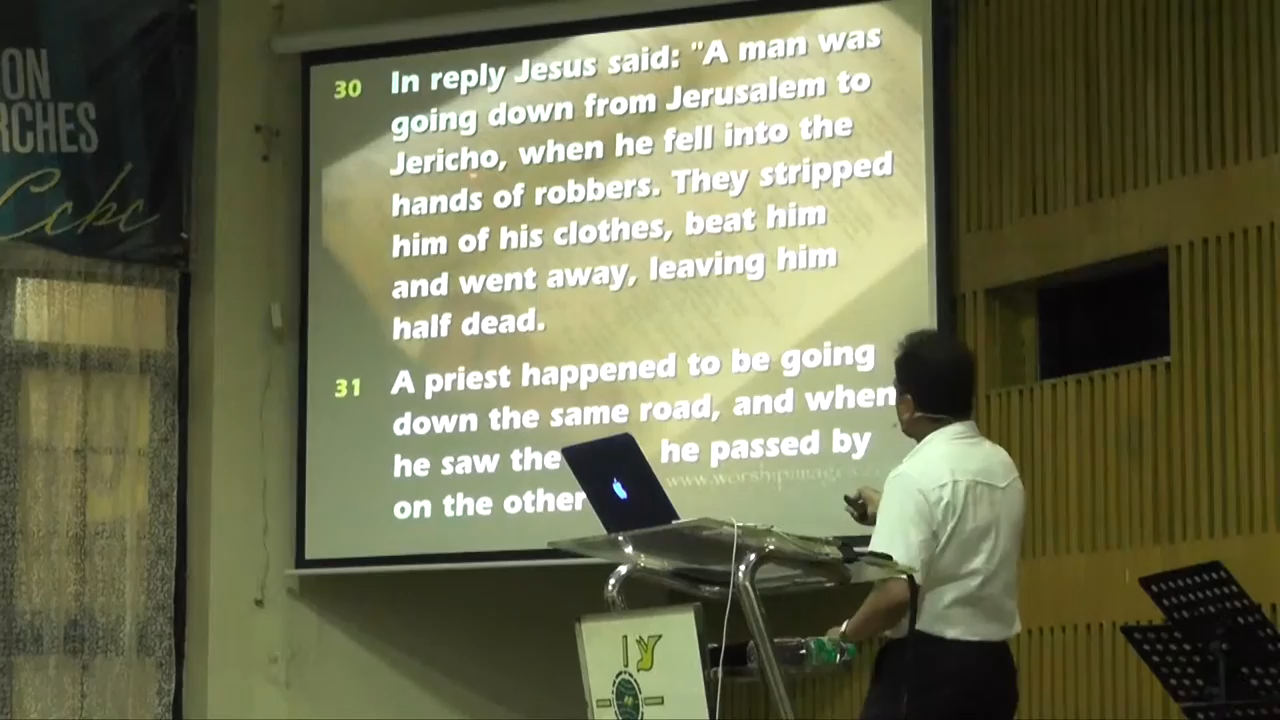 ON
RCHES
Ccbc
30 In reply Jesus said: "A man was
going down from Jerusalem to
Jericho, when he fell into the
hands of robbers. They stripped
him of his clothes, beat him
and went away, leaving him
half dead.
31 A priest happened to be going
down the same road, and when
he saw the he passed by
on the other
www.worshipimages